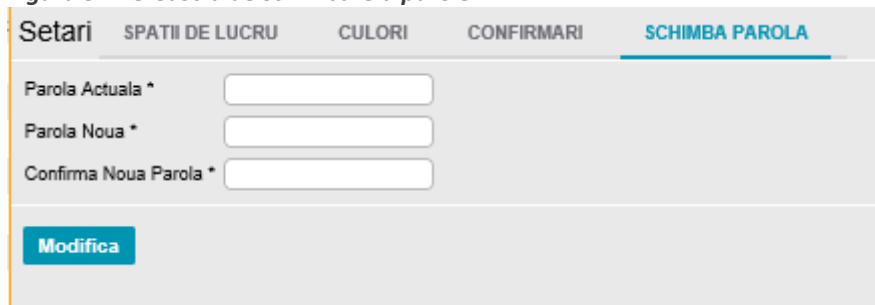 Setari SPATII DE LUCRU CULORI CONFIRMARI SCHIMBA PAROLA
Parola Actuala *
Parola Noua *
Confirma Noua Parola *
Modifica